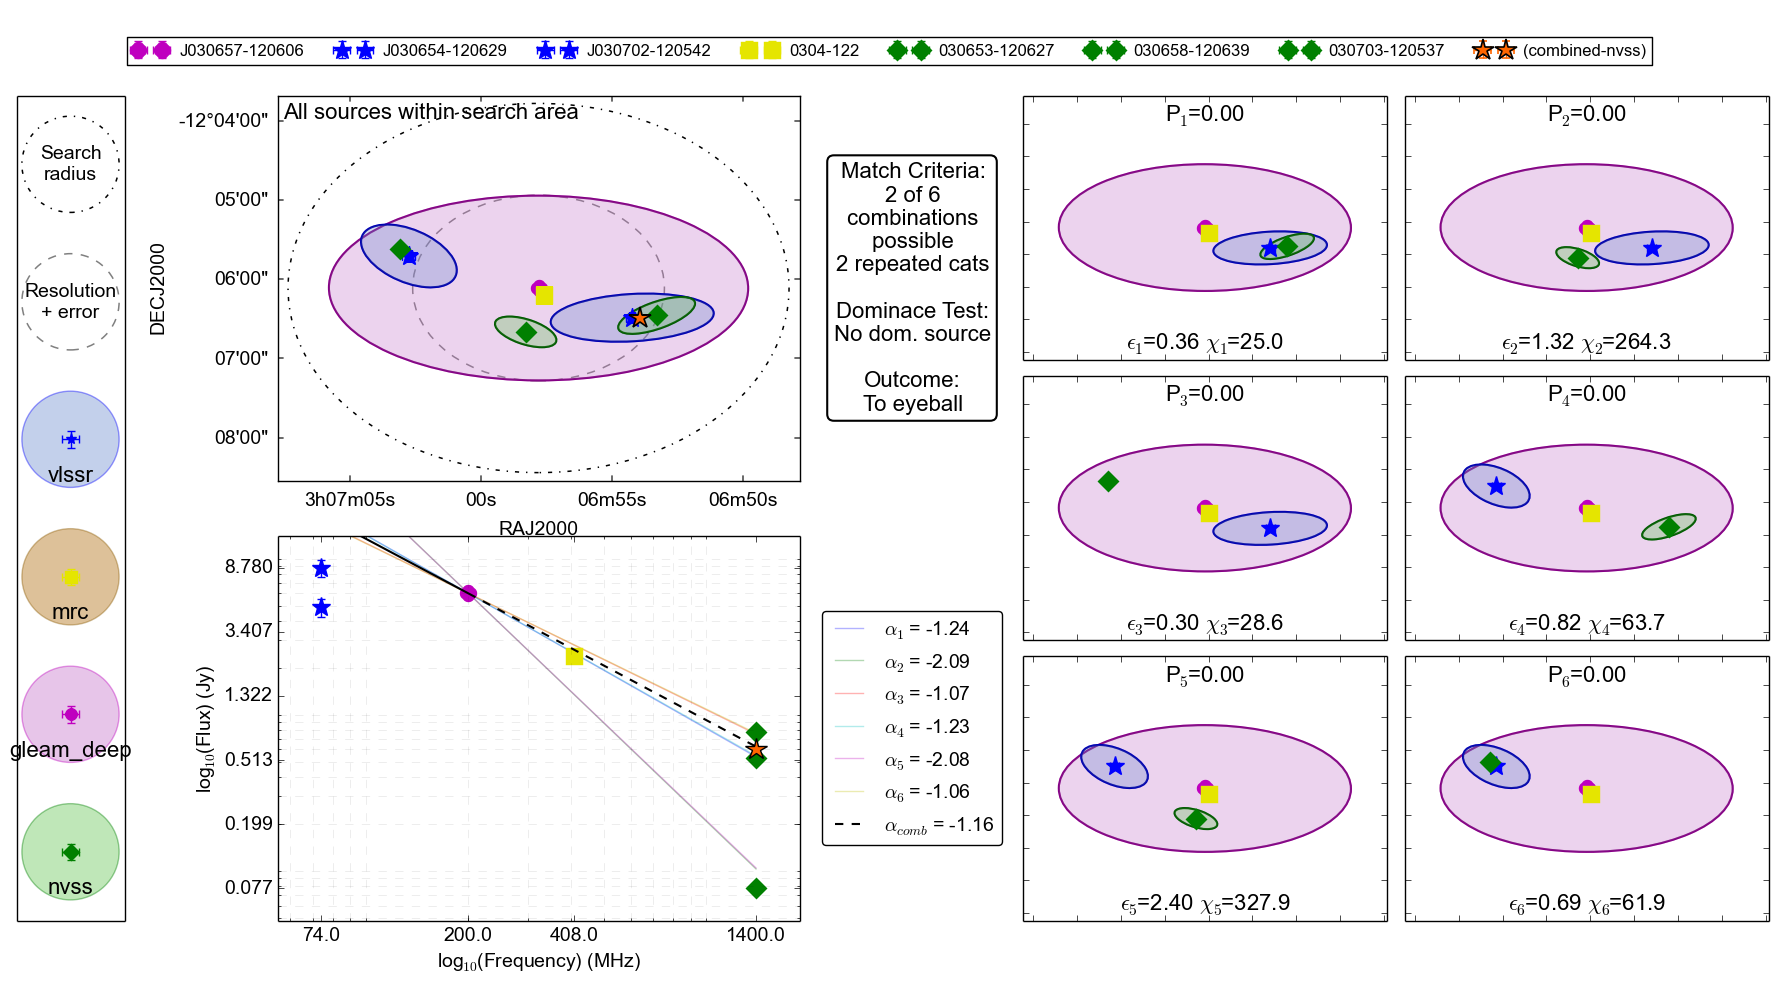 J030657-120606 J030654-120629 J030702-120542 0304-122 030653-120627 030658-120639 030703-120537 (combined-nvss)
Search
radius
Resolution
+ error
vlssr
mrc
gleam_deep
nvss
All sources within search area
DECJ2000
-12°04'00"
05'00"
06'00"
07'00"
08'00"
3h07m05s 00s 06m55s 06m50s
RAJ2000
log10(Flux) (Jy)
8.780
3.407
1.322
0.513
0.199
0.077
74.0 200.0 408.0 1400.0
log10(Frequency) (MHz)
Match Criteria:
2 of 6
combinations
possible
2 repeated cats
Dominace Test:
No dom. source
Outcome:
To eyeball
α1 = -1.24
α2 = -2.09
α3 = -1.07
α4 = -1.23
α5 = -2.08
α6 = -1.06
αcomb = -1.16
P1=0.00
ϵ1=0.36 χ1=25.0
P2=0.00
ϵ2=1.32 χ2=264.3
P3=0.00
ϵ3=0.30 χ3=28.6
P4=0.00
ϵ4=0.82 χ4=63.7
P5=0.00
ϵ5=2.40 χ5=327.9
P6=0.00
ϵ6=0.69 χ6=61.9